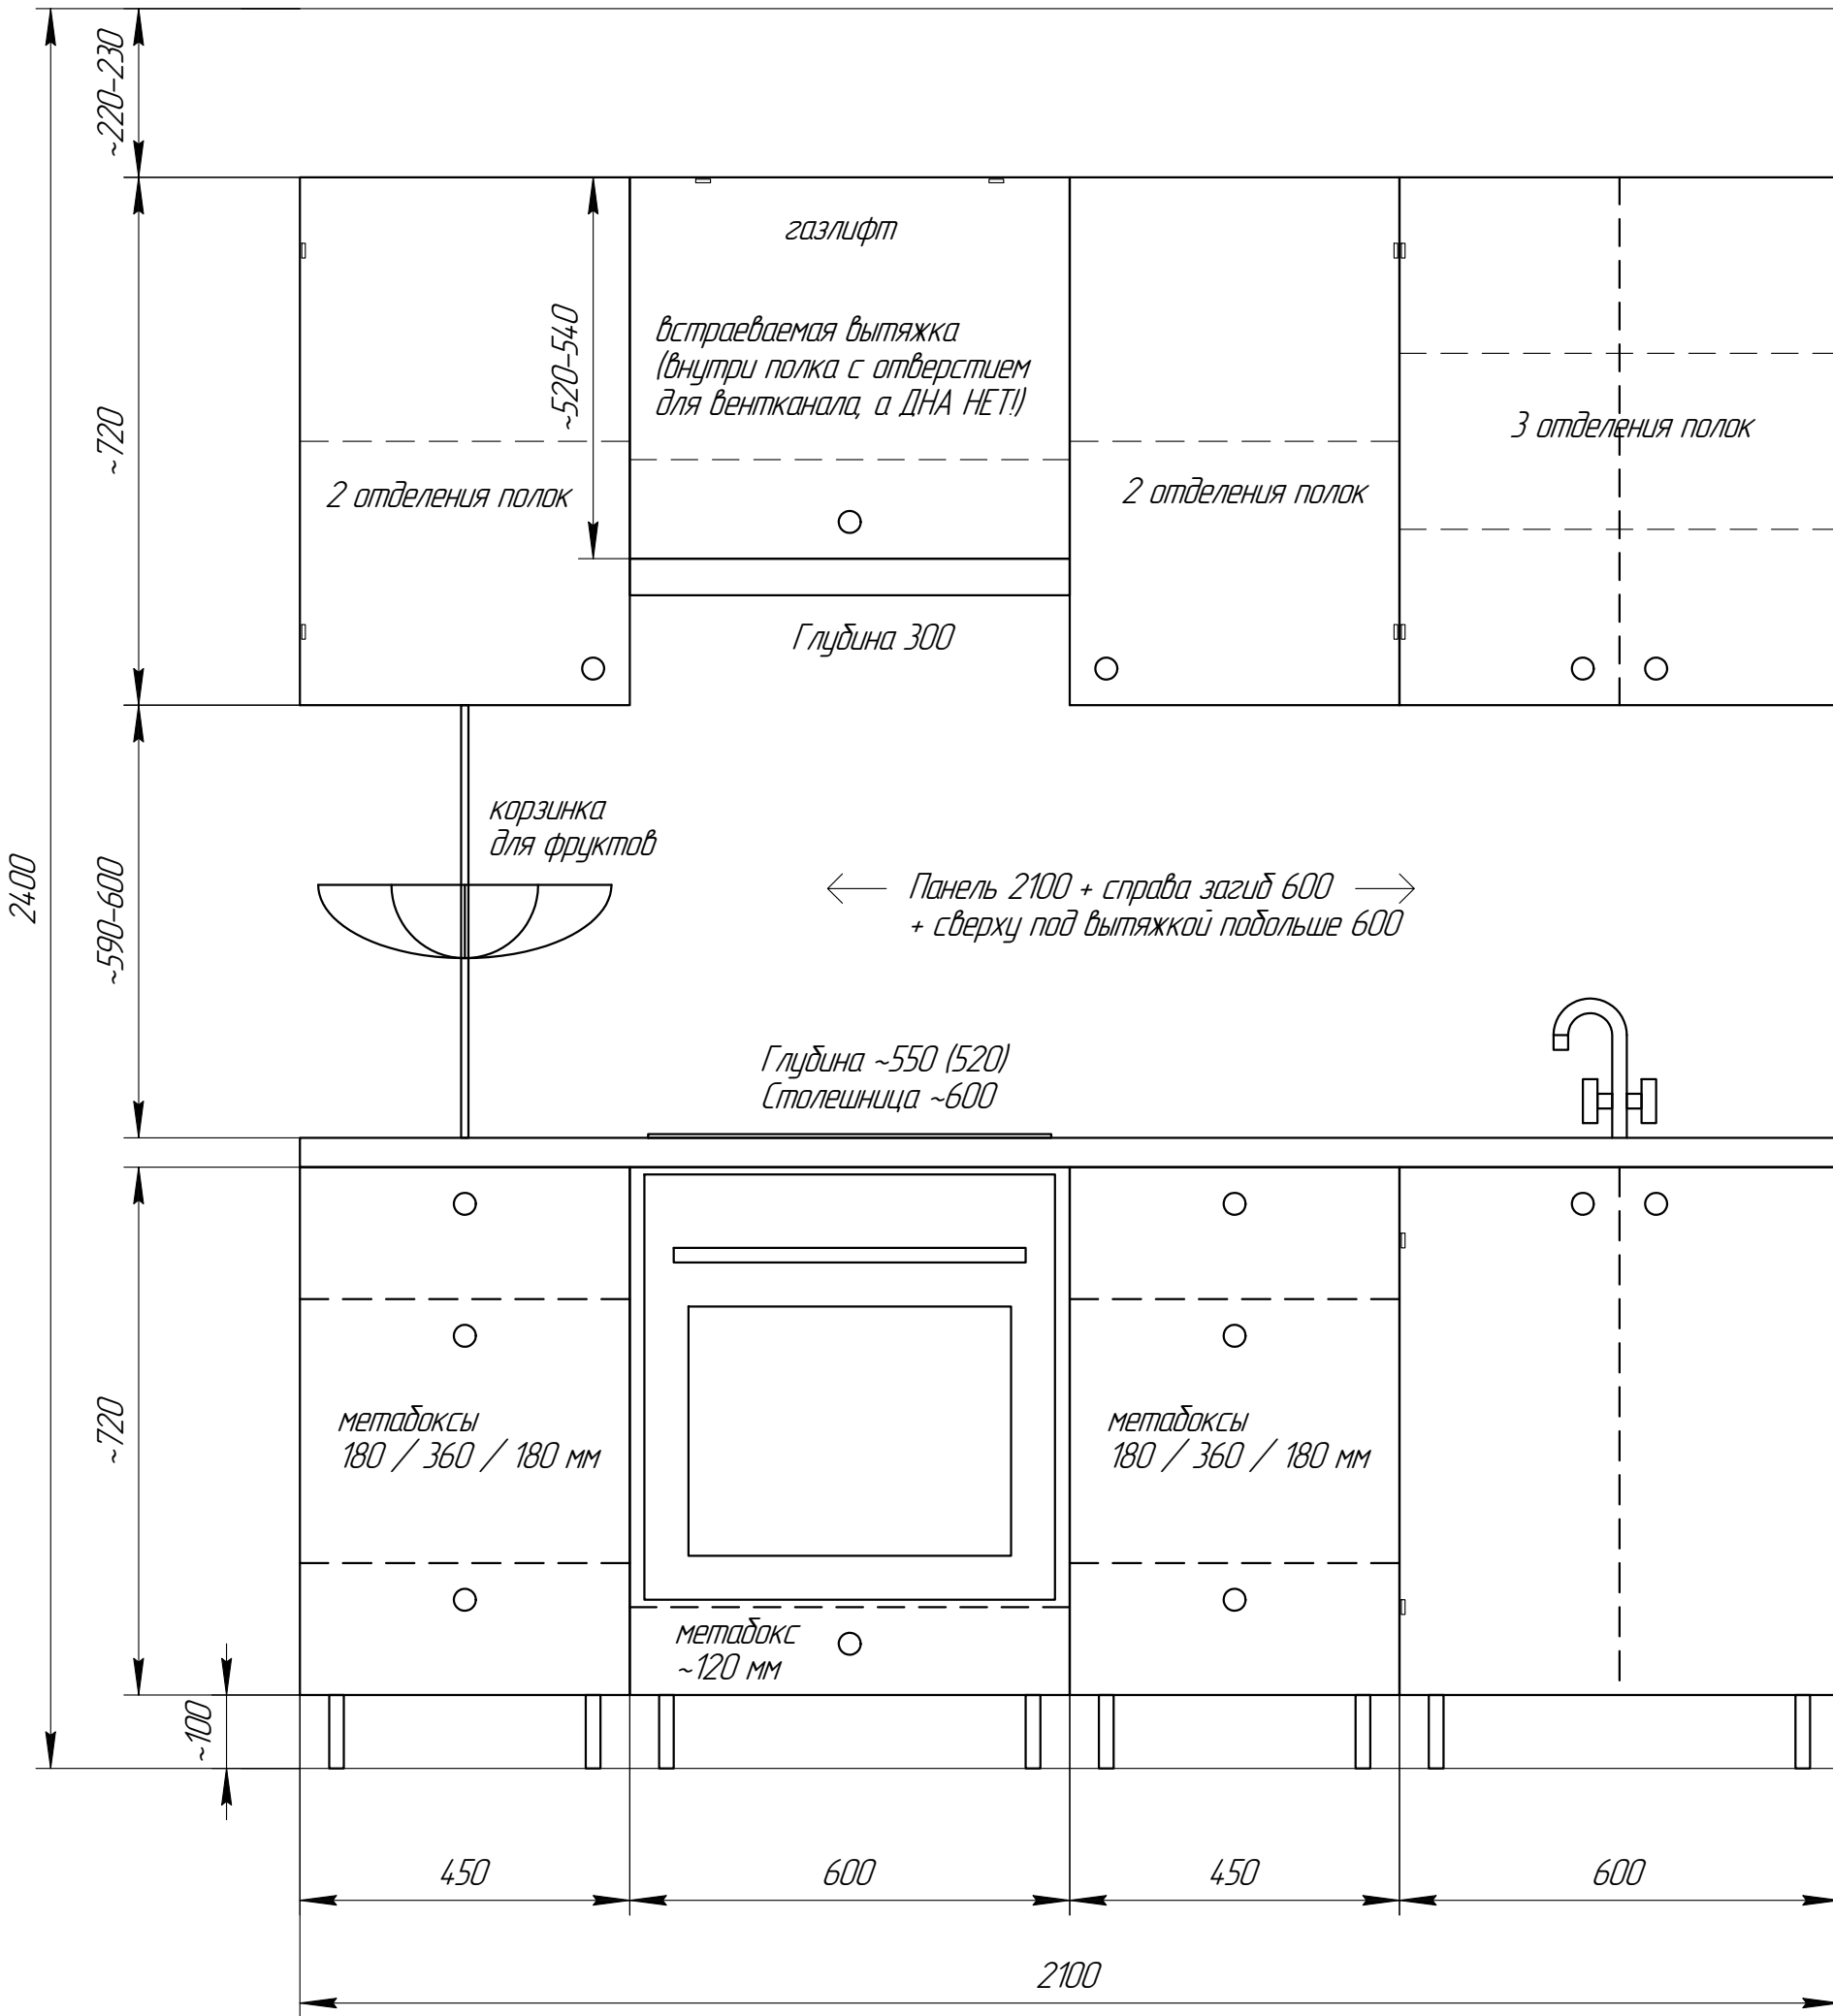 ~220-230
газлифт
~520-540
встраеваемая вытяжка
(внутри полка с отверстием
для вентканала, а ДНА НЕТ!)
~720
3 отделения полок
2 отделения полок
2 отделения полок
Глубина 300
корзинка
для фруктов
2400
~590-600
Панель 2100 + справа загиб 600
+ сверху под вытяжкой побольше 600
Глубина ~550 (520)
Столешница ~600
~720
метабоксы
180 / 360 / 180 мм
метабоксы
180 / 360 / 180 мм
метабокс
~120 мм
~100
450
600
450
600
2100